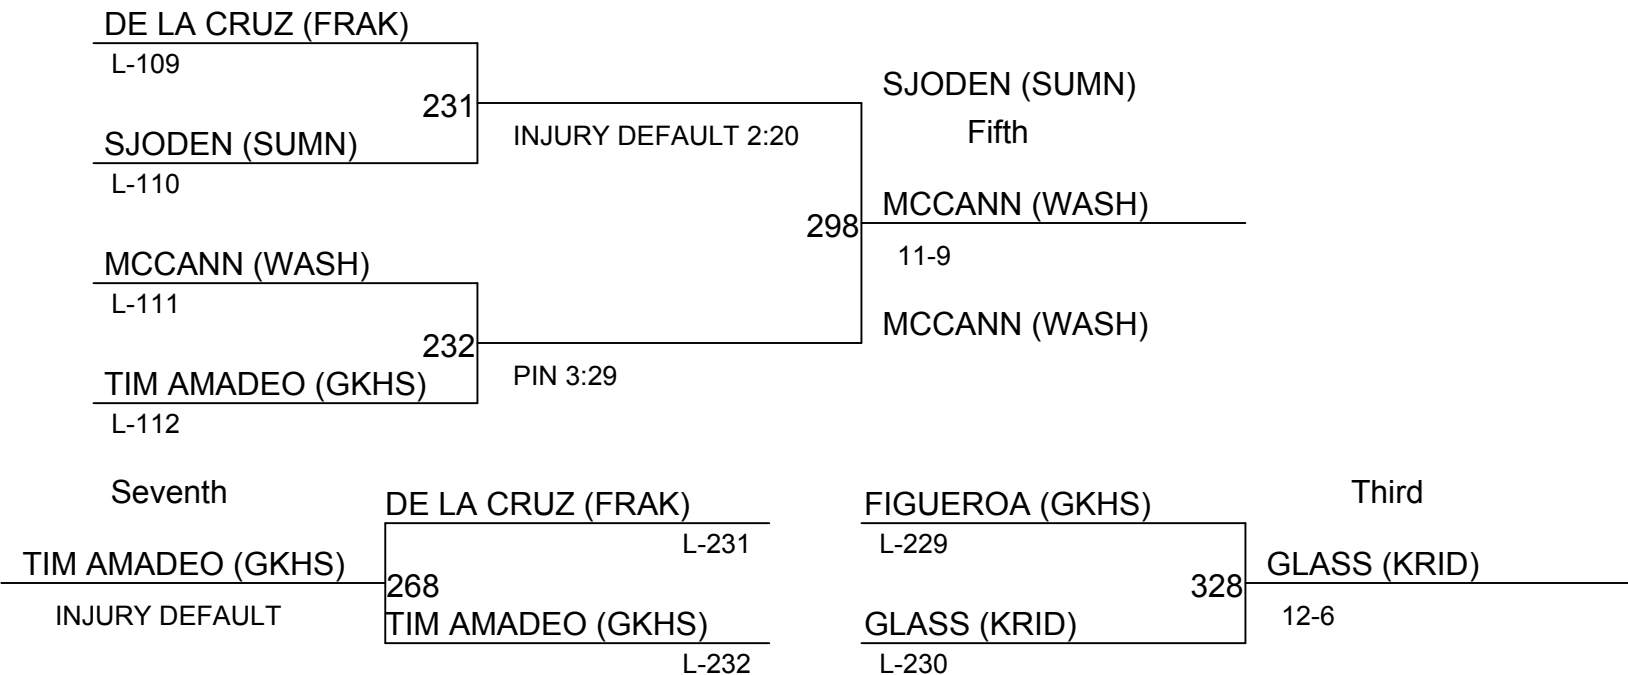 DE LA CRUZ (FRAK)
L-109
231
SJODEN (SUMN)
L-110
INJURY DEFAULT 2:20
SJODEN (SUMN)
Fifth
MCCANN (WASH)
298
11-9
MCCANN (WASH)
MCCANN (WASH)
L-111
232
TIM AMADEO (GKHS)
L-112
PIN 3:29
Seventh
TIM AMADEO (GKHS)
INJURY DEFAULT
DE LA CRUZ (FRAK)
L-231
268
TIM AMADEO (GKHS)
L-232
FIGUEROA (GKHS)
L-229
328
GLASS (KRID)
L-230
Third
GLASS (KRID)
12-6